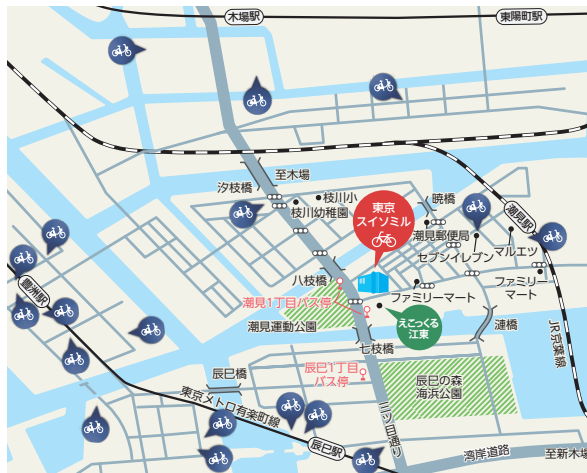 木場駅
東陽町駅
至木場
汐枝橋
枝川小
枝川幼稚園
東京
スイソミル
暁橋
潮見駅
潮見郵便局
セブンイレブン
マルエツ
ファミリー
マート
八枝橋
ファミリーマート
豊洲駅
潮見1丁目バス停
えこっくる
江東
潮見運動公園
漣橋
七枝橋
JR京葉線
辰巳橋
辰巳1丁目
バス停
辰巳の森
海浜公園
東京メトロ有楽町線
三ツ目通り
辰巳駅
湾岸道路
至新木場